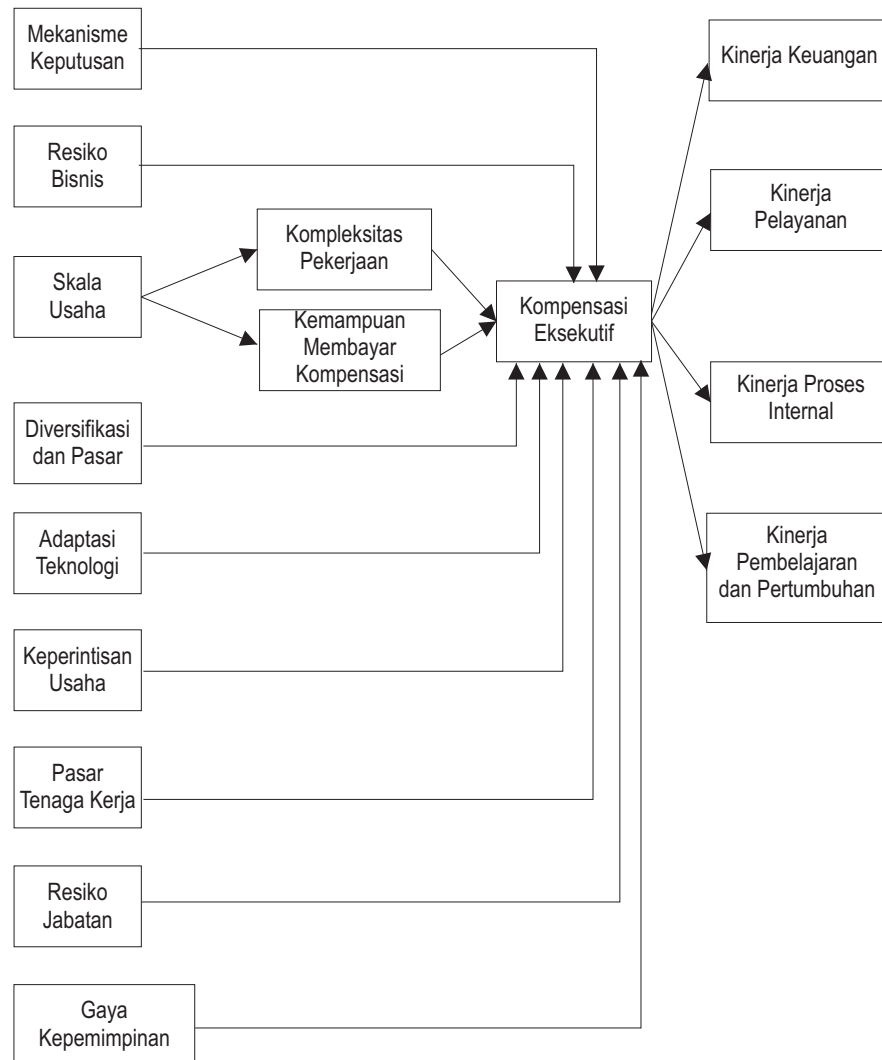 Mekanisme
Keputusan
Kinerja Keuangan
Resiko
Bisnis
Kinerja
Pelayanan
Kompleksitas
Pekerjaan
Skala
Usaha
Kompensasi
Eksekutif
Kemampuan
Membayar
Kompensasi
Kinerja Proses
Internal
Diversifikasi
dan Pasar
Adaptasi
Teknologi
Kinerja
Pembelajaran
dan Pertumbuhan
Keperintisan
Usaha
Pasar
Tenaga Kerja
Resiko
Jabatan
Gaya
Kepemimpinan